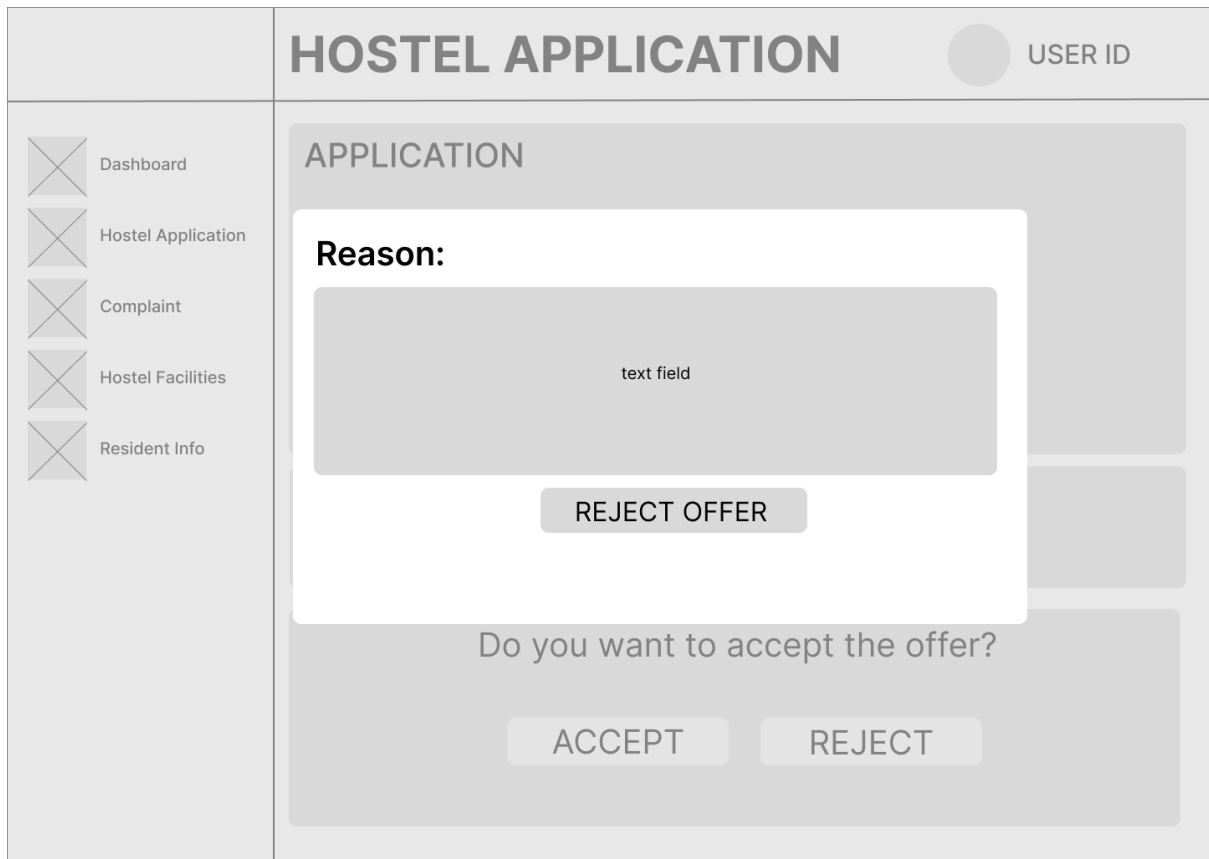 HOSTEL APPLICATION
USER ID
Dashboard
Hostel Application
Complaint
Hostel Facilities
Resident Info
APPLICATION
Reason:
text field
REJECT OFFER
Do you want to accept the offer?
ACCEPT
REJECT